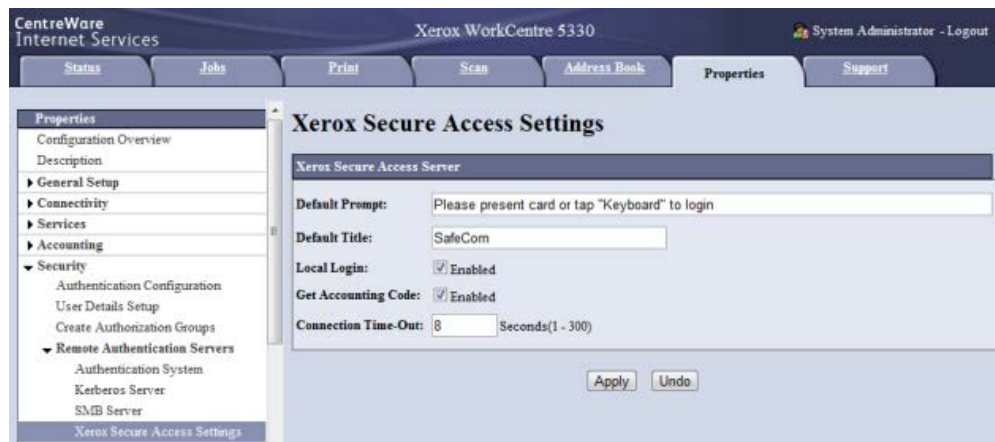 CentreWare
Internet Services
Xerox WorkCentre 5330
System Administrator - Logout
Status
Jobs
Print
Scan
Address Book
Properties
Support
Properties
Configuration Overview
Description
General Setup
Connectivity
Services
Accounting
Security
Authentication Configuration
User Details Setup
Create Authorization Groups
Remote Authentication Servers
Authentication System
Kerberos Server
SMB Server
Xerox Secure Access Settings
Xerox Secure Access Settings
Xerox Secure Access Server
Default Prompt: Please present card or tap "Keyboard" to login
Default Title: SafeCom
Local Login: Enabled
Get Accounting Code: Enabled
Connection Time-Out: 8 Seconds(1 - 300)
Apply Undo